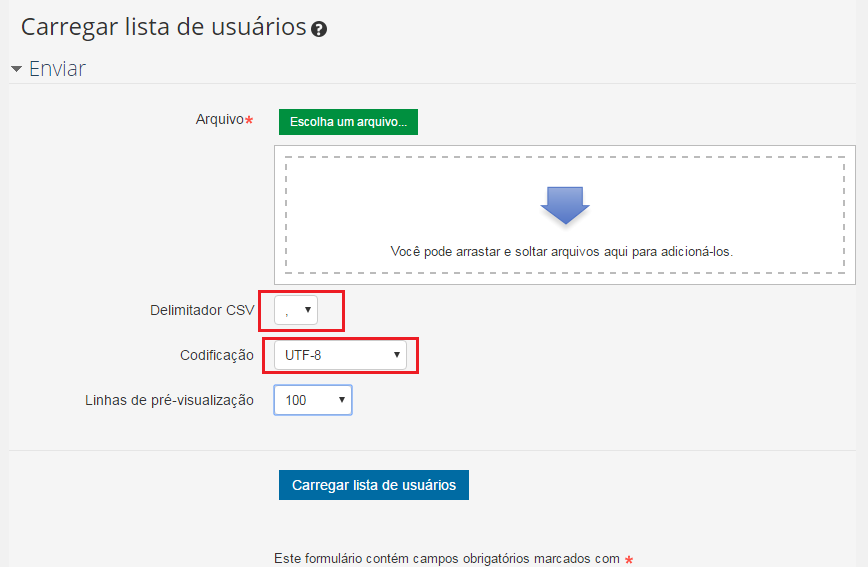 Carregar lista de usuários
Enviar
Arquivo*
Escolha um arquivo...
Você pode arrastar e soltar arquivos aqui para adicioná-los.
Delimitador CSV ,
Codificação UTF-8
Linhas de pré-visualização 100
Carregar lista de usuários
Este formulário contém campos obrigatórios marcados com *